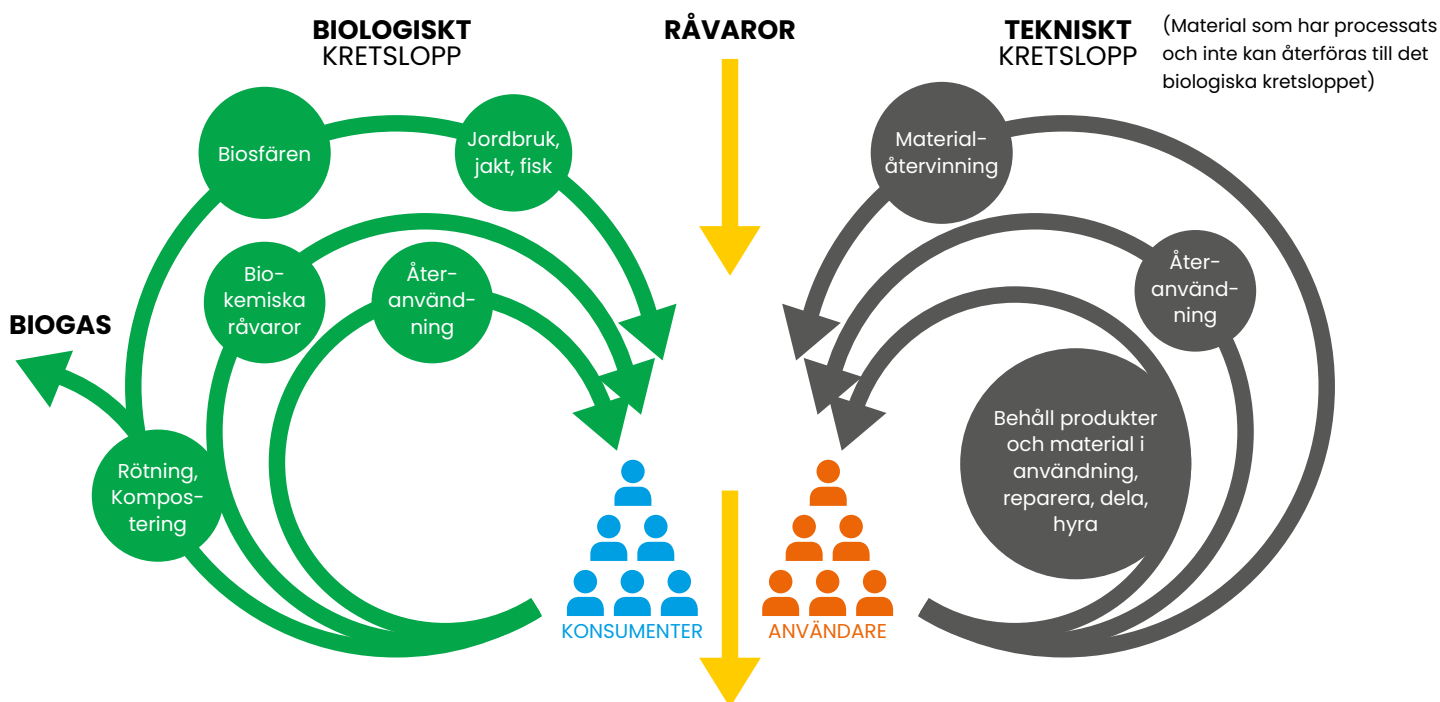 BIOLOGISKT
KRETSLOPP
RÅVAROR
TEKNISKT
KRETSLOPP
(Material som har processats
och inte kan återföras till det
biologiska kretsloppet)
Biosfären
Jordbruk,
jakt, fisk
Bio-
kemiska
råvaror
Åter-
använd-
ning
BIOGAS
Rötning,
Kompos-
tering
Material-
återvinning
Åter-
använd-
ning
Behåll produkter
och material i
användning,
reparera, dela,
hyra
KONSUMENTER
ANVÄNDARE